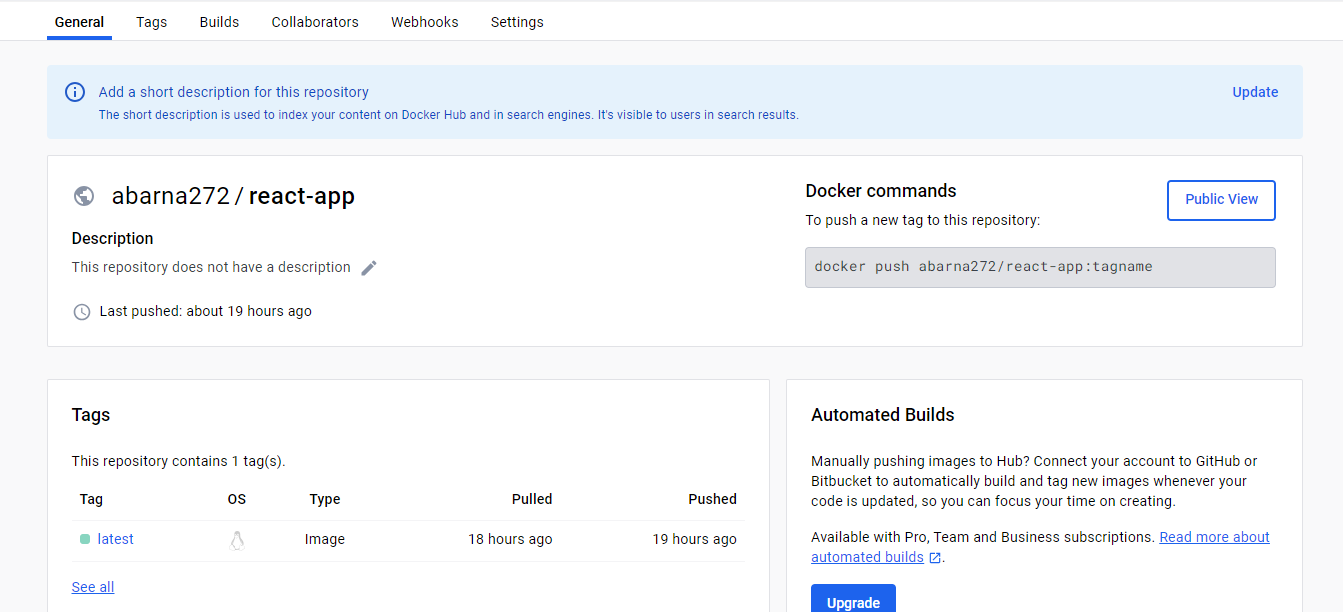 General Tags Builds Collaborators Webhooks Settings
Add a short description for this repository
Update
The short description is used to index your content on Docker Hub and in search engines. It's visible to users in search results.
abarna272 / react-app
Description
This repository does not have a description
Last pushed: about 19 hours ago
Docker commands
Public View
To push a new tag to this repository:
docker push abarna272/react-app:tagname
Tags
This repository contains 1 tag(s).
Tag OS Type Pulled Pushed
latest Image 18 hours ago 19 hours ago
See all
Automated Builds
Manually pushing images to Hub? Connect your account to GitHub or
Bitbucket to automatically build and tag new images whenever your
code is updated, so you can focus your time on creating.
Available with Pro, Team and Business subscriptions. Read more about
automated builds .
Upgrade